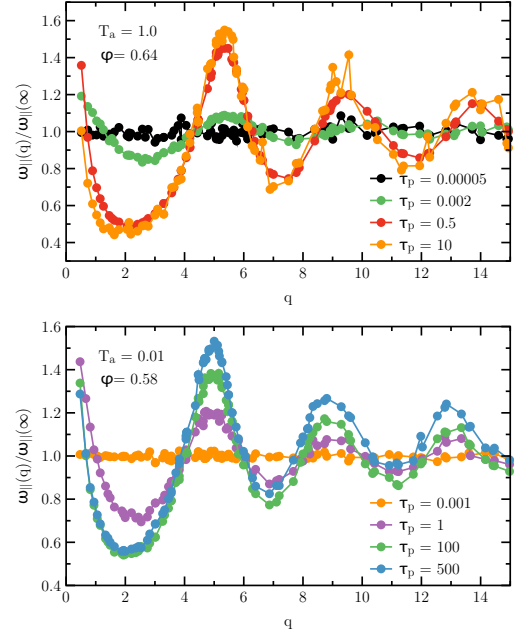 1.6
1.4
1.2
1.0
0.8
0.6
0.4
ω||(q)/ω||(∞)
Ta = 1.0
φ= 0.64
τp = 0.00005
τp = 0.002
τp = 0.5
τp = 10
0 2 4 6 8 10 12 14
q
1.6
1.4
1.2
1.0
0.8
0.6
0.4
ω||(q)/ω||(∞)
Ta = 0.01
φ= 0.58
τp = 0.001
τp = 1
τp = 100
τp = 500
0 2 4 6 8 10 12 14
q